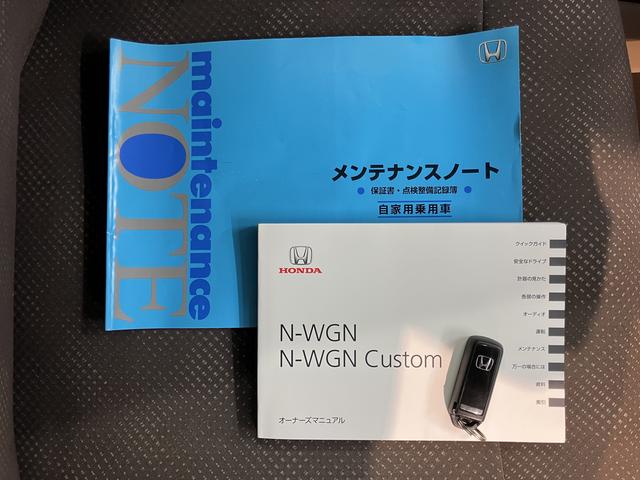 maintenance
NOTE
メンテナンスノート
保証書・点検整備記録簿
自家用乗用車
HONDA
N-WGN
N-WGN Custom
オーナーズマニュアル
クイックガイド
安全なドライブ
計器の見かた
各部の操作
オーディオ
運転
メンテナンス
万一の場合には
資料
索引